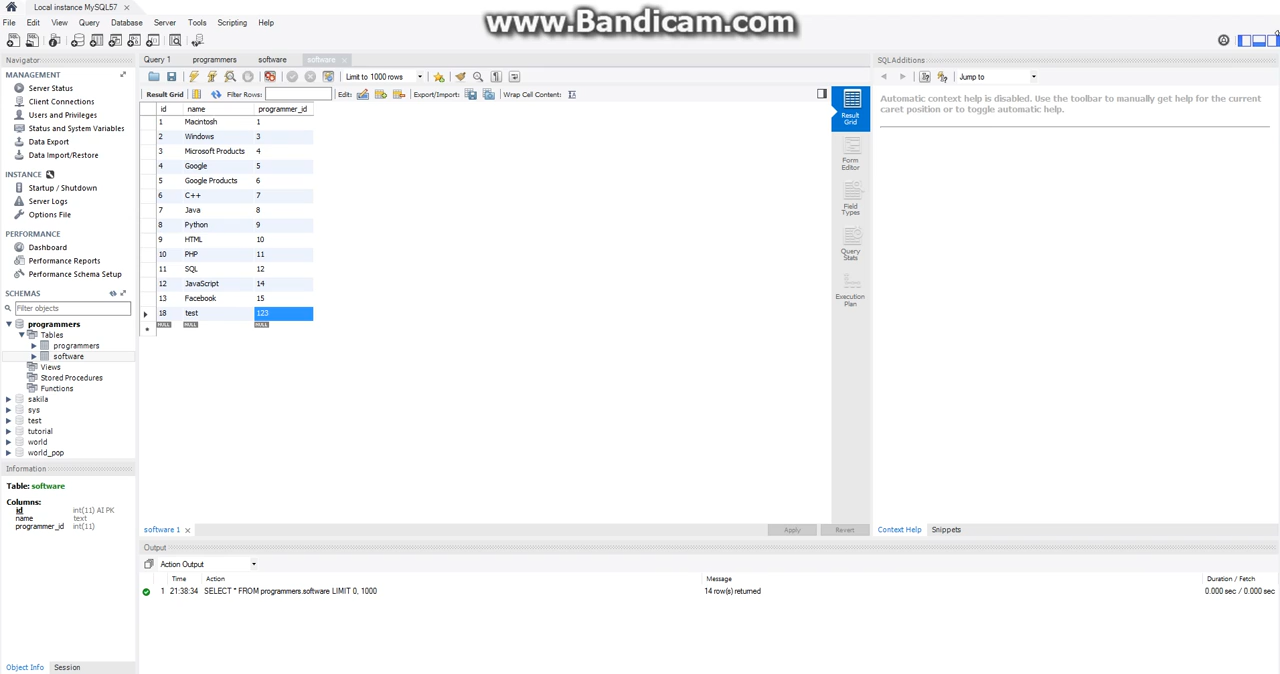 www.Bandicam.com
Local instance MySQL57 ×
File Edit View Query Database Server Tools Scripting Help
Navigator
Query 1 programmers software software ×
SQLAdditions
MANAGEMENT
Server Status
Client Connections
Users and Privileges
Status and System Variables
Data Export
Data Import/Restore
INSTANCE
Startup / Shutdown
Server Logs
Options File
PERFORMANCE
Dashboard
Performance Reports
Performance Schema Setup
SCHEMAS
Filter objects
programmers
Tables
programmers
software
Views
Stored Procedures
Functions
sakila
sys
test
tutorial
world
world_pop
Information
Table: software
Columns:
id int(11) AI PK
name text
programmer_id int(11)
Object Info Session
Limit to 1000 rows
Result Grid Filter Rows: Edit: Export/Import: Wrap Cell Content:
id name programmer_id
1 Macintosh 1
2 Windows 3
3 Microsoft Products 4
4 Google 5
5 Google Products 6
6 C++ 7
7 Java 8
8 Python 9
9 HTML 10
10 PHP 11
11 SQL 12
12 JavaScript 14
13 Facebook 15
18 test 123
NULL NULL NULL
Result
Grid
Form
Editor
Field
Types
Query
Stats
Execution
Plan
software 1 × Apply Revert
Jump to
Automatic context help is disabled. Use the toolbar to manually get help for the current
caret position or to toggle automatic help.
Context Help Snippets
Output
Action Output
Time Action Message Duration / Fetch
1 21:38:34 SELECT * FROM programmers.software LIMIT 0, 1000 14 row(s) returned 0.000 sec / 0.000 sec